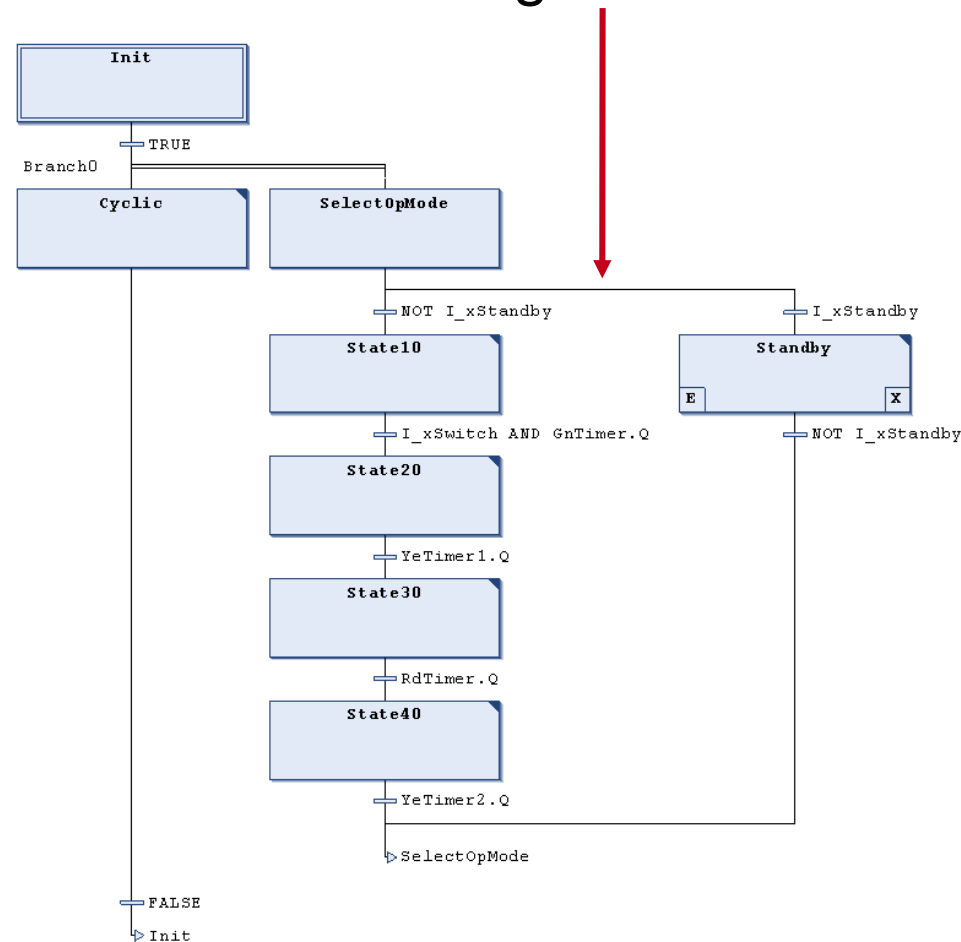 Init
TRUE
Branch0
Cyclic
SelectOpMode
NOT I_xStandby
I_xStandby
State10
Standby
E
X
I_xSwitch AND GnTimer.Q
NOT I_xStandby
State20
YeTimer1.Q
State30
RdTimer.Q
State40
YeTimer2.Q
SelectOpMode
FALSE
Init